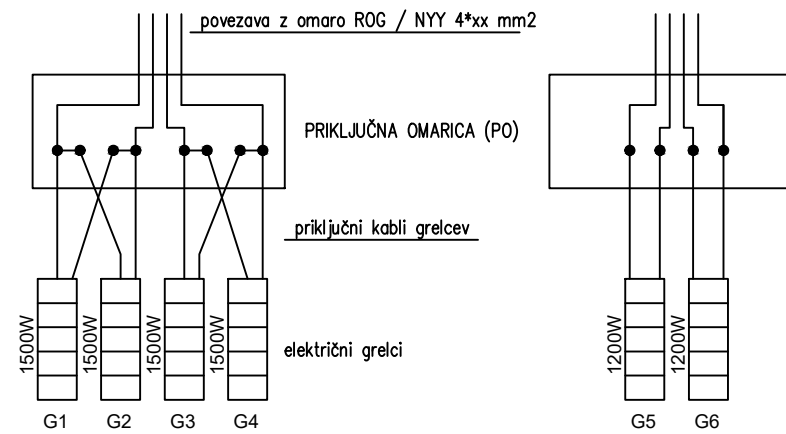 povezava z omaro ROG / NYY 4*xx mm2
PRIKLJUČNA OMARICA (PO)
priključni kabli grelcev
1500W
1500W
1500W
1500W
električni grelci
1200W
1200W
G1
G2
G3
G4
G5
G6